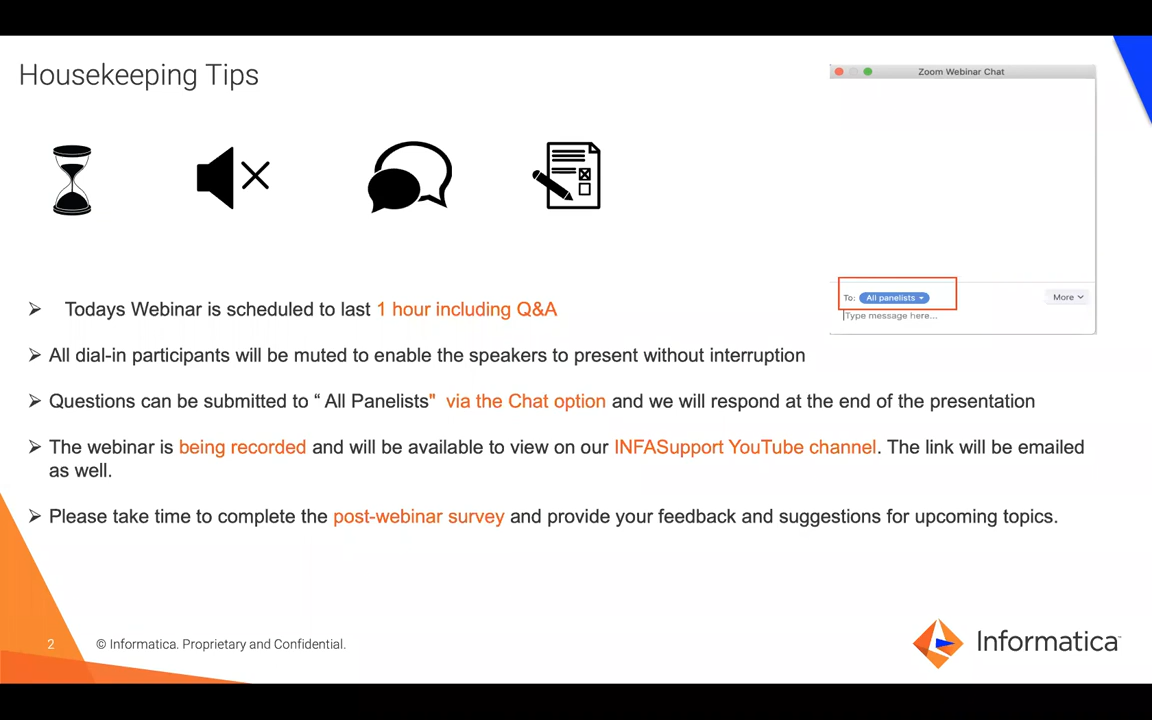 Housekeeping Tips
Zoom Webinar Chat
To: All panelists
More
Type message here...
➢ Todays Webinar is scheduled to last 1 hour including Q&A
➢ All dial-in participants will be muted to enable the speakers to present without interruption
➢ Questions can be submitted to “ All Panelists" via the Chat option and we will respond at the end of the presentation
➢ The webinar is being recorded and will be available to view on our INFASupport YouTube channel. The link will be emailed
as well.
➢ Please take time to complete the post-webinar survey and provide your feedback and suggestions for upcoming topics.
2 © Informatica. Proprietary and Confidential.
Informatica